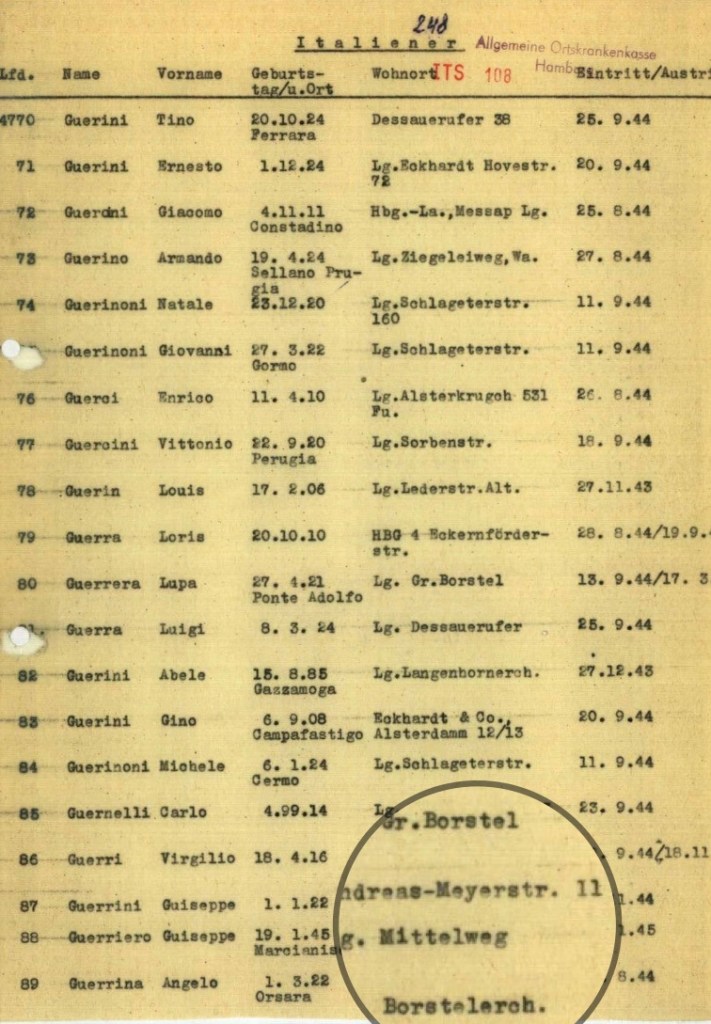 248
Italiener
Allgemeine Ortskrankenkasse
Hamburg
ITS 108
Lfd. Name Vorname Geburts- Wohnort Eintritt/Austri
tag/u.Ort
4770 Guerini Tino 20.10.24 Dessauerufer 38 25. 9.44
Ferrara
71 Guerini Ernesto 1.12.24 Lg.Eckhardt Hovestr. 20. 9.44
72
72 Guerdni Giacomo 4.11.11 Hbg.-La.,Messap Lg. 25. 8.44
Constadino
73 Guerino Armando 19. 4.24 Lg.Ziegeleiweg,Wa. 27. 8.44
Sellano Pru-
gia
74 Guerinoni Natale 23.12.20 Lg.Schlageterstr. 11. 9.44
160
Guerinoni Giovanni 27. 3.22 Lg.Schlageterstr. 11. 9.44
Gormo
76 Guerci Enrico 11. 4.10 Lg.Alsterkrugch 531 26. 8.44
Fu.
77 Guercini Vittonio 22. 9.20 Lg.Sorbenstr. 18. 9.44
Perugia
78 Guerin Louis 17. 2.06 Lg.Lederstr.Alt. 27.11.43
79 Guerra Loris 20.10.10 HBG 4 Eckernförder- 28. 8.44/19.9.
str.
80 Guerrera Lupa 27. 4.21 Lg. Gr.Borstel 13. 9.44/17. 3
Ponte Adolfo
Guerra Luigi 8. 3. 24 Lg. Dessauerufer 25. 9.44
82 Guerini Abele 15. 8.85 Lg.Langenhornerch. 27.12.43
Gazzamoga
83 Guerini Gino 6. 9.08 Eckhardt & Co., 20. 9.44
Campafastigo Alsterdamm 12/13
84 Guerinoni Michele 6. 1.24 Lg.Schlageterstr. 11. 9.44
Cermo
85 Guernelli Carlo 4.99.14 Lg 23. 9.44
Gr.Borstel
86 Guerri Virgilio 18. 4.16 9.44/18.11
87 Guerrini Guiseppe 1. 1.22 ndreas-Meyerstr. 11 1.44
88 Guerriero Guiseppe 19. 1.45 g. Mittelweg 1.45
Marcianis
89 Guerrina Angelo 1. 3.22 Borstelerch. 8.44
Orsara